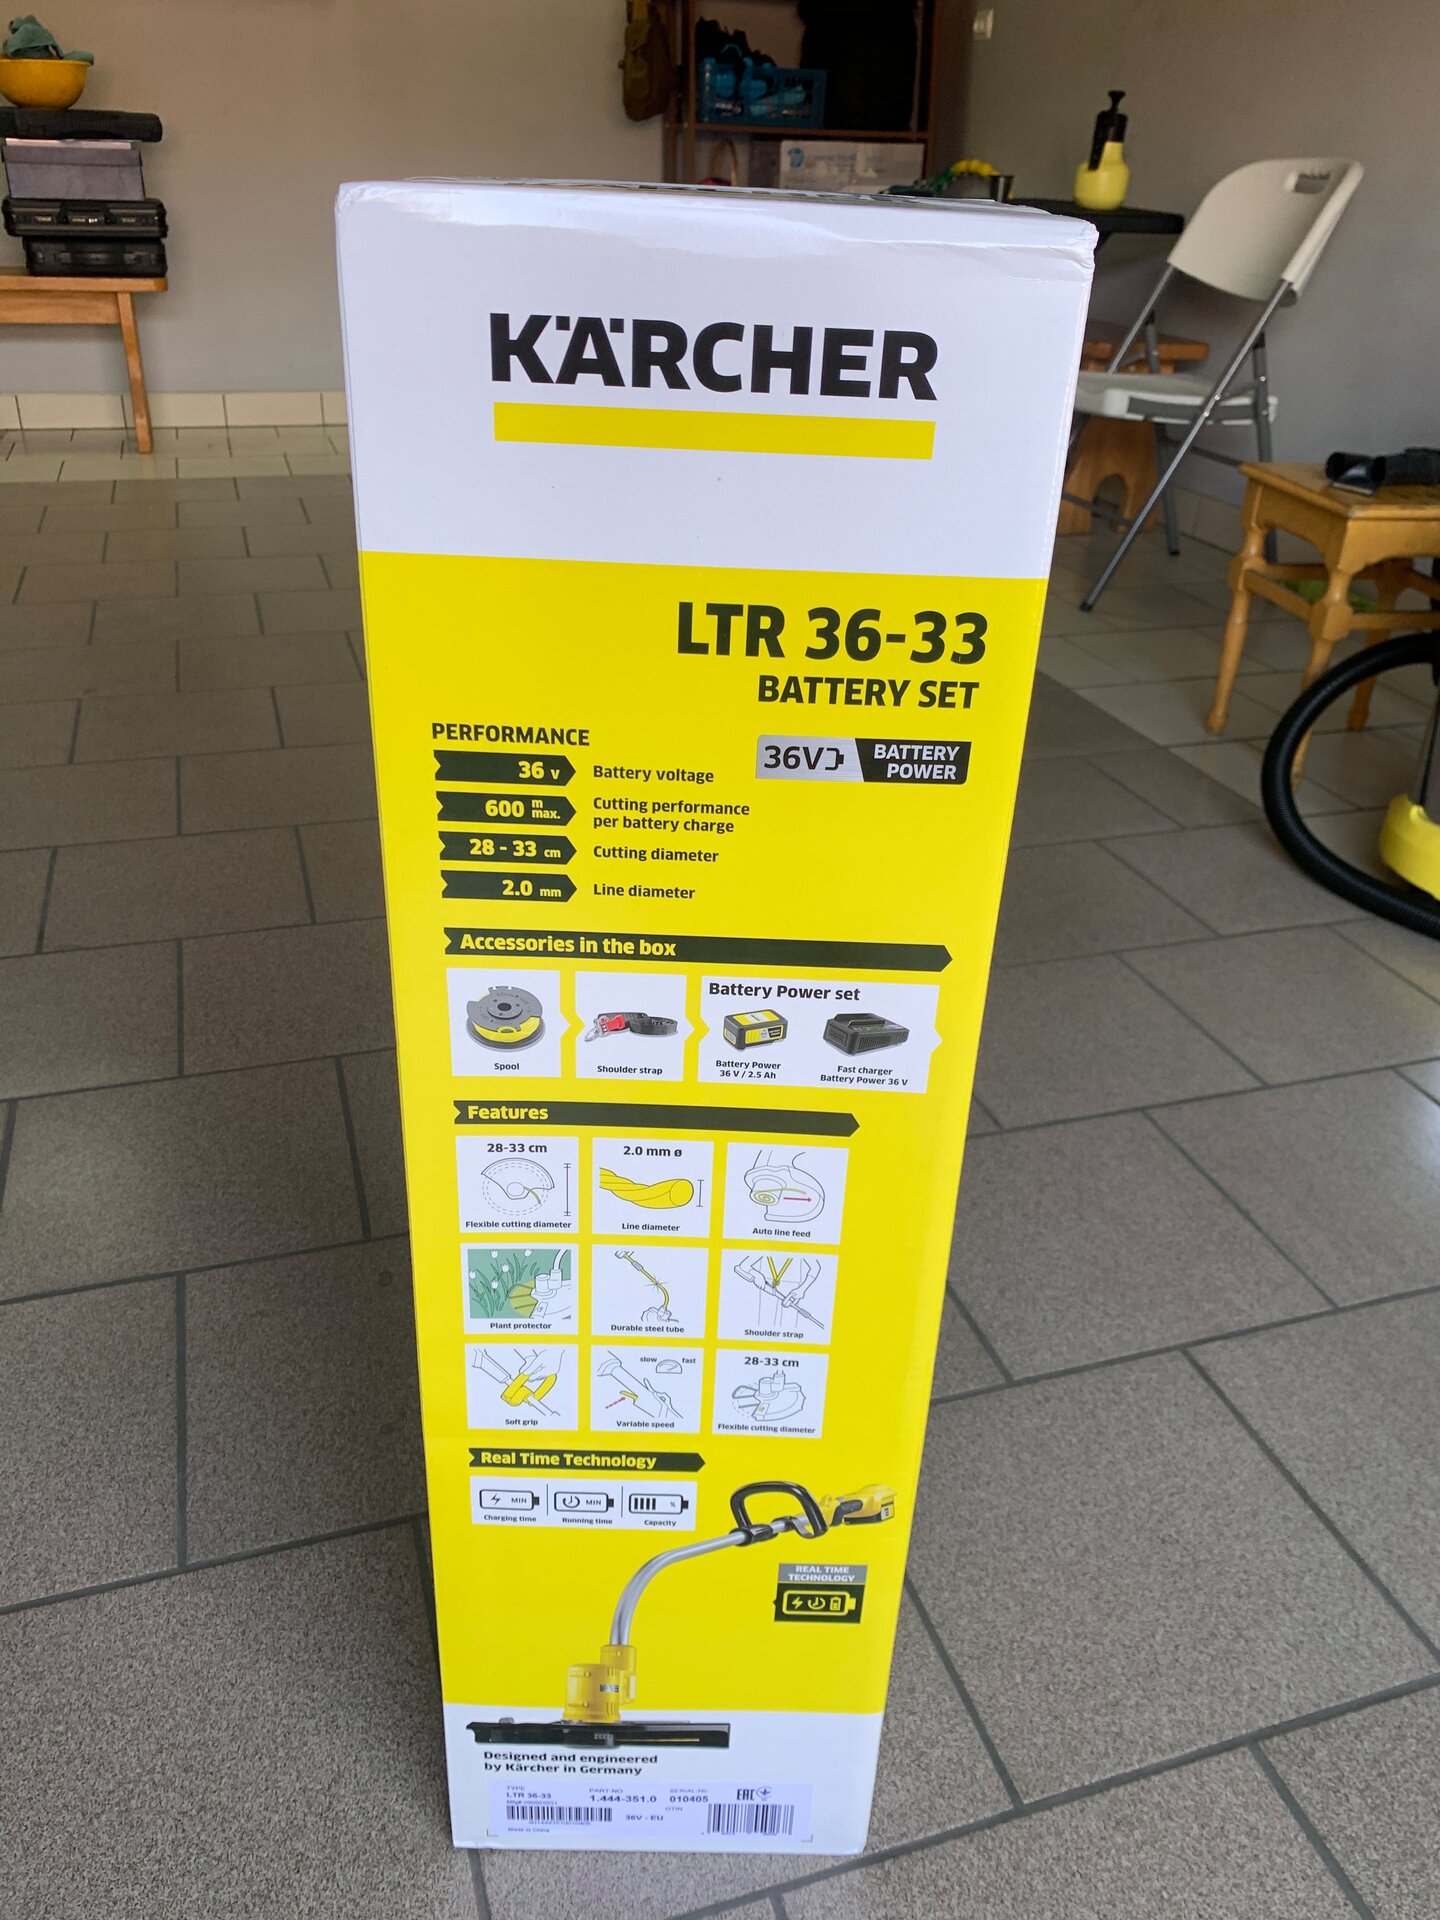 KÄRCHER
LTR 36-33
BATTERY SET
PERFORMANCE
36 V Battery voltage
36V BATTERY POWER
600 m max. Cutting performance
per battery charge
28 - 33 cm Cutting diameter
2.0 mm Line diameter
Accessories in the box
Spool
Shoulder strap
Battery Power set
Battery Power
36 V / 2.5 Ah
Fast charger
Battery Power 36 V
Features
28-33 cm
Flexible cutting diameter
2.0 mm ø
Line diameter
Auto line feed
Plant protector
Durable steel tube
Shoulder strap
Soft grip
slow fast
Variable speed
28-33 cm
Flexible cutting diameter
Real Time Technology
MIN
Charging time
MIN
Running time
%
Capacity
REAL TIME
TECHNOLOGY
Designed and engineered
by Kärcher in Germany
TYPE PART-NO SERIAL-NO
LTR 36-33 1.444-351.0 010405
EAC
36V - EU GTIN
Made in China